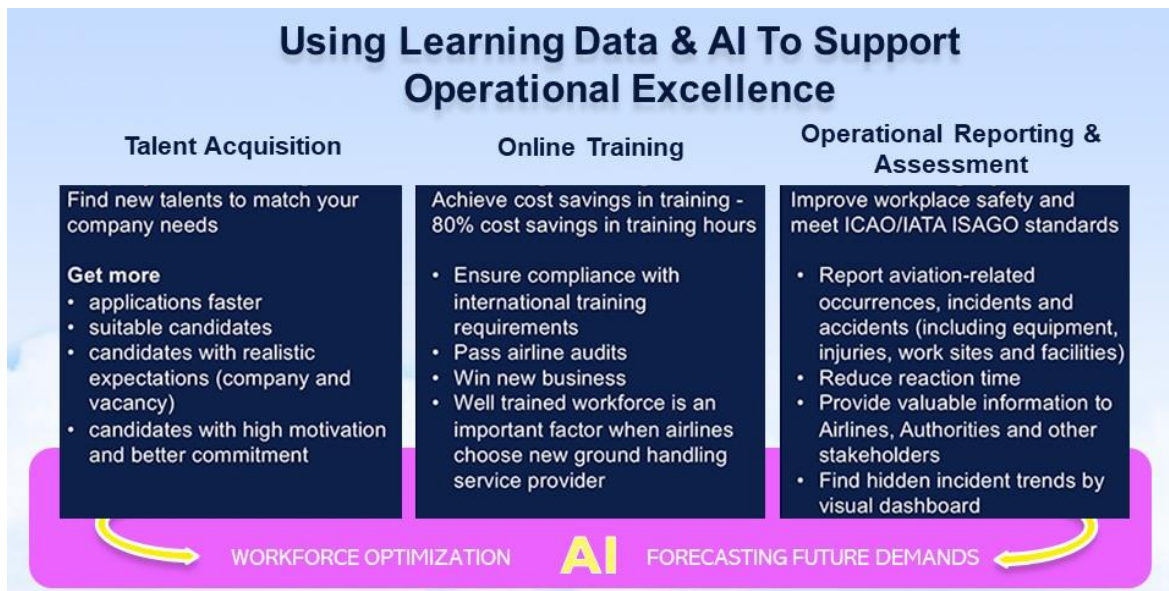 Using Learning Data & AI To Support
Operational Excellence
Talent Acquisition
Find new talents to match your
company needs
Get more
• applications faster
• suitable candidates
• candidates with realistic
expectations (company and
vacancy)
• candidates with high motivation
and better commitment
Online Training
Achieve cost savings in training -
80% cost savings in training hours
• Ensure compliance with
international training
requirements
• Pass airline audits
• Win new business
• Well trained workforce is an
important factor when airlines
choose new ground handling
service provider
Operational Reporting &
Assessment
Improve workplace safety and
meet ICAO/IATA ISAGO standards
• Report aviation-related
occurrences, incidents and
accidents (including equipment,
injuries, work sites and facilities)
• Reduce reaction time
• Provide valuable information to
Airlines, Authorities and other
stakeholders
• Find hidden incident trends by
visual dashboard
WORKFORCE OPTIMIZATION
AI
FORECASTING FUTURE DEMANDS